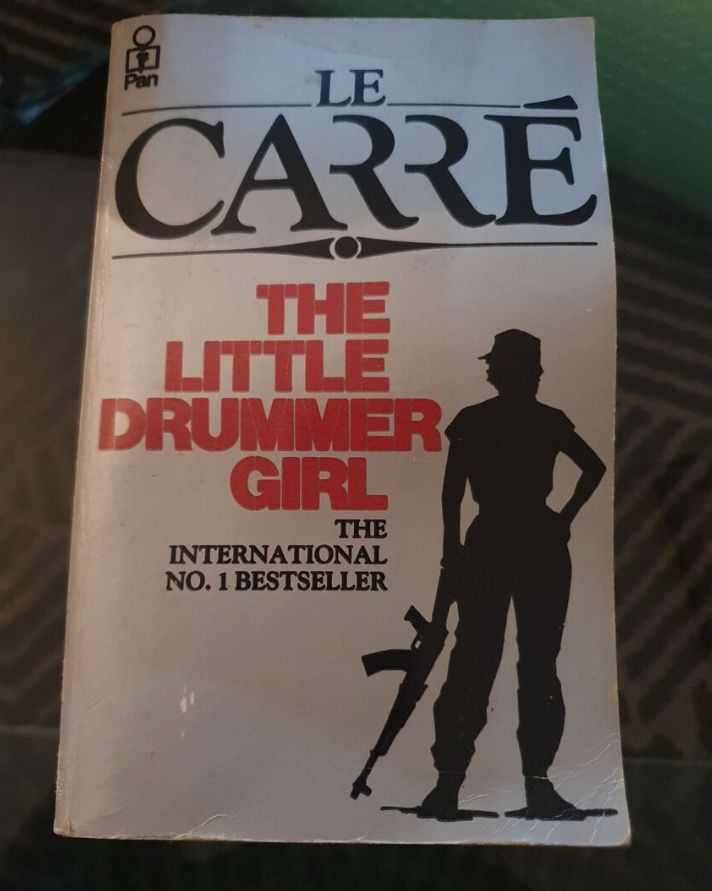 Pan
LE
CARRÉ
THE
LITTLE
DRUMMER
GIRL
THE
INTERNATIONAL
NO. 1 BESTSELLER